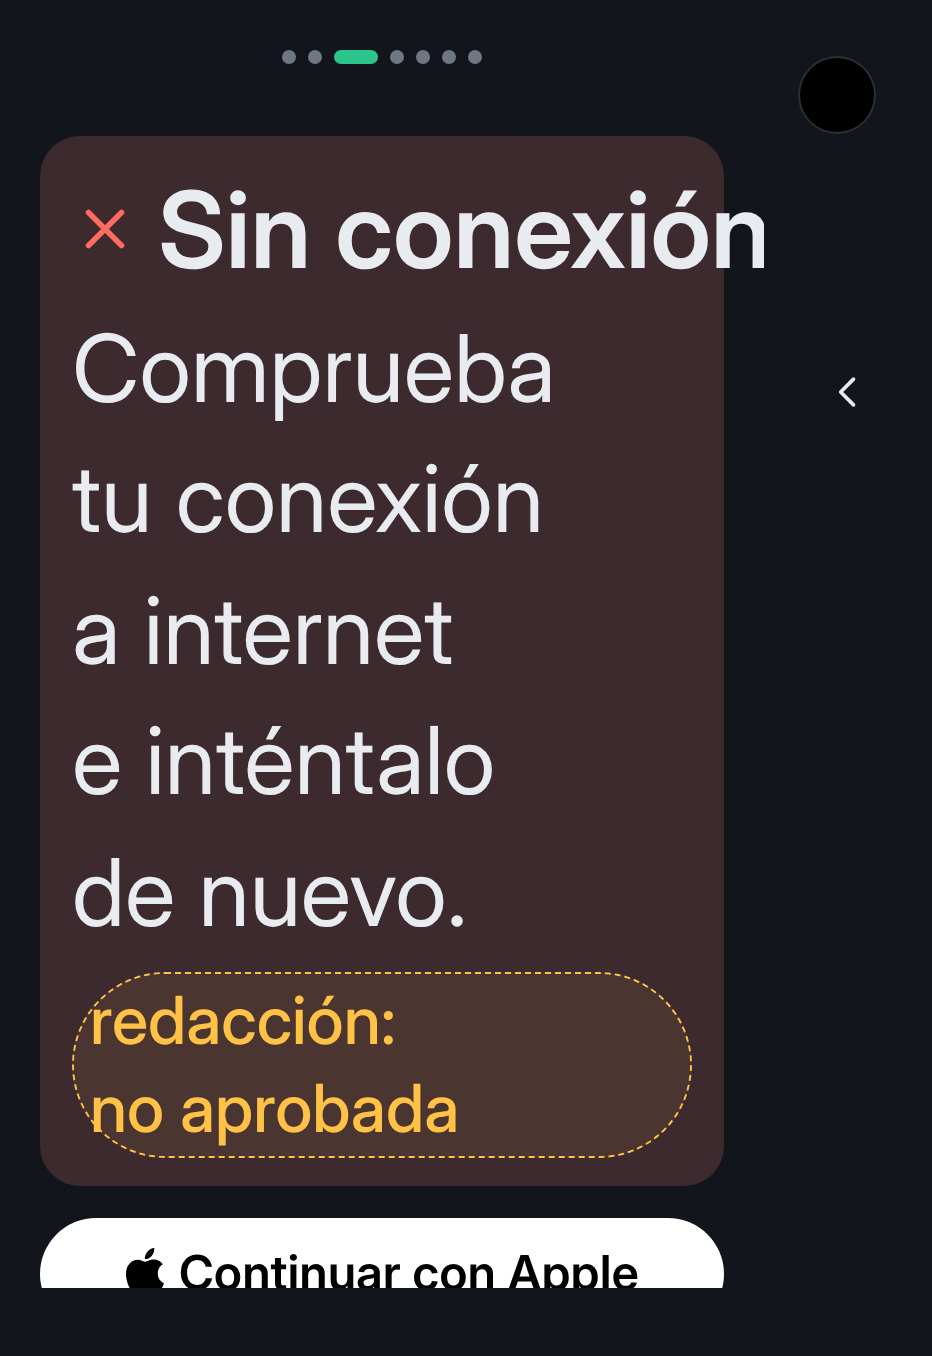 Sin conexión
Comprueba
tu conexión
a internet
e inténtalo
de nuevo.
redacción:
no aprobada
Continuar con Apple